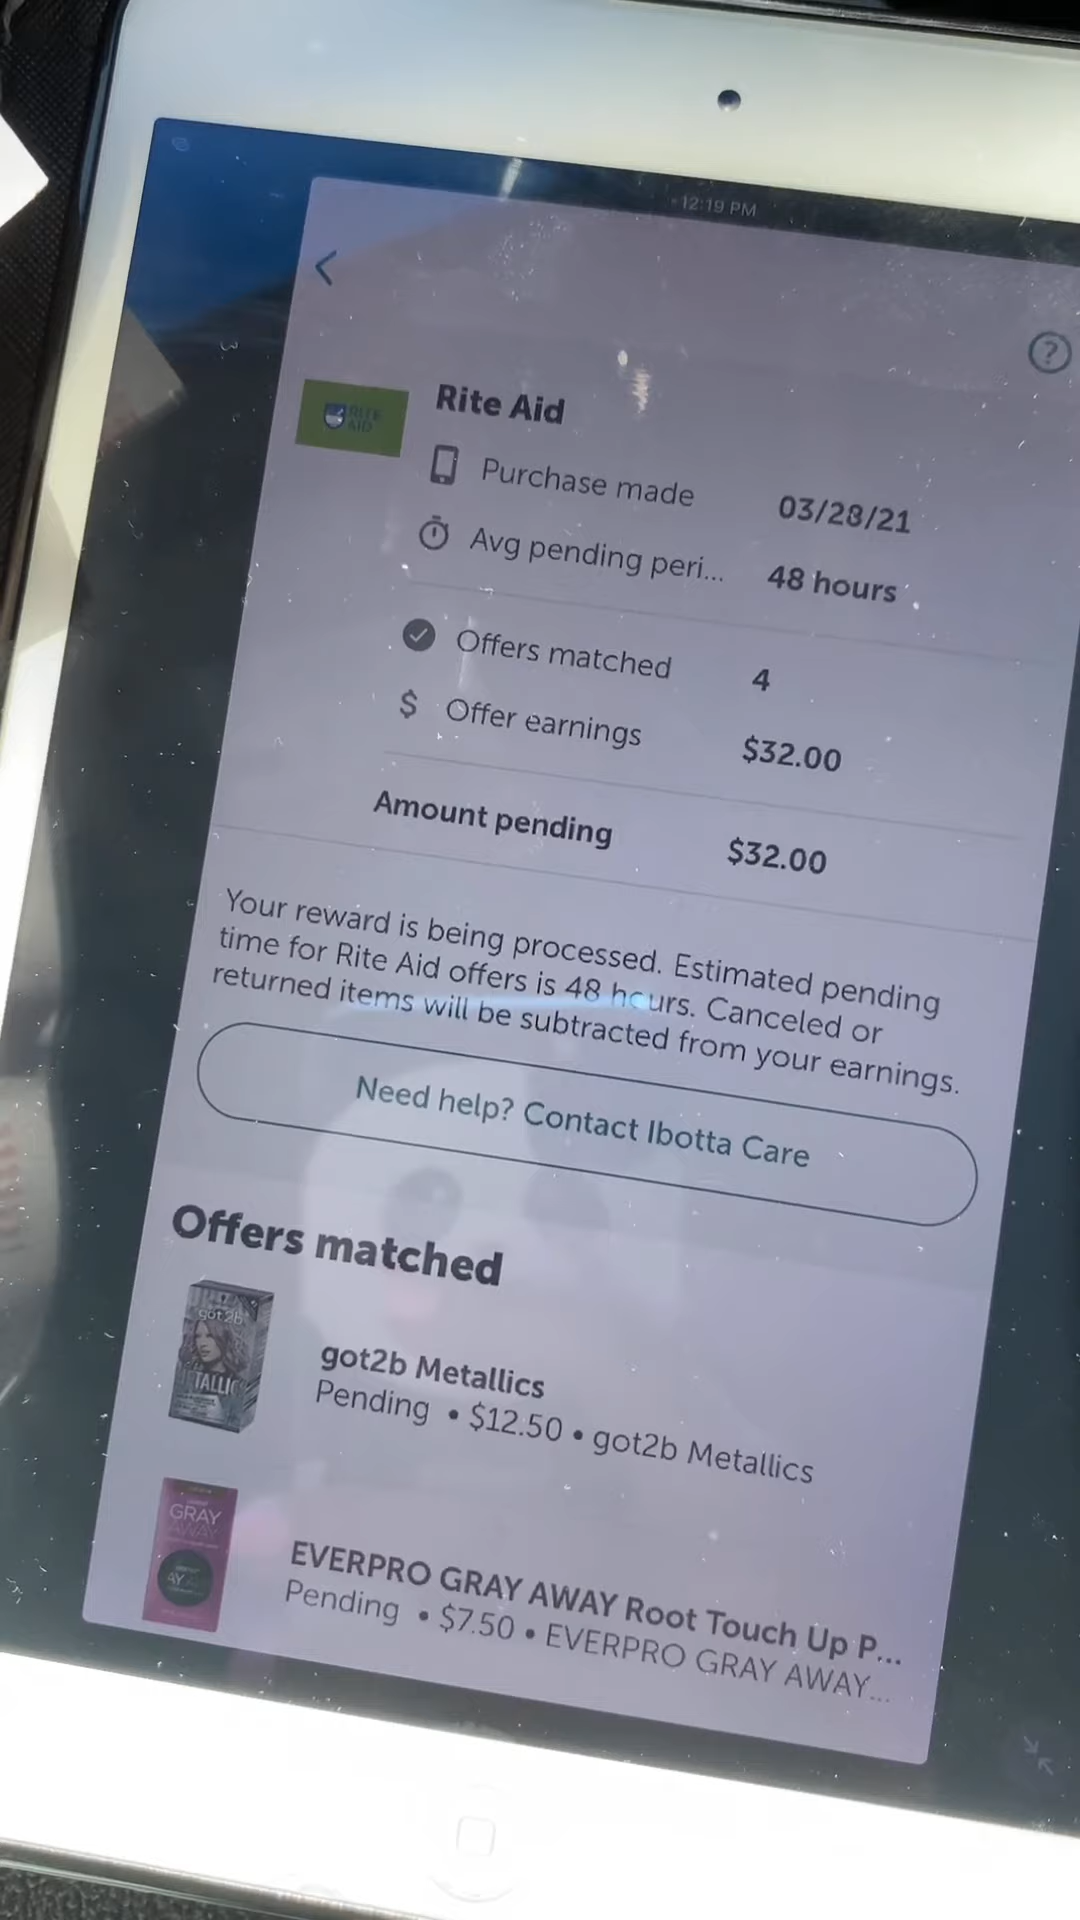 12:19 PM
RITE
AID
Rite Aid
Purchase made 03/28/21
Avg pending peri... 48 hours
Offers matched 4
$ Offer earnings $32.00
Amount pending $32.00
Your reward is being processed. Estimated pending
time for Rite Aid offers is 48 hours. Canceled or
returned items will be subtracted from your earnings.
Need help? Contact Ibotta Care
Offers matched
got2b
got2b Metallics
Pending • $12.50 • got2b Metallics
GRAY
AWAY
EVERPRO GRAY AWAY Root Touch Up P...
Pending • $7.50 • EVERPRO GRAY AWAY...